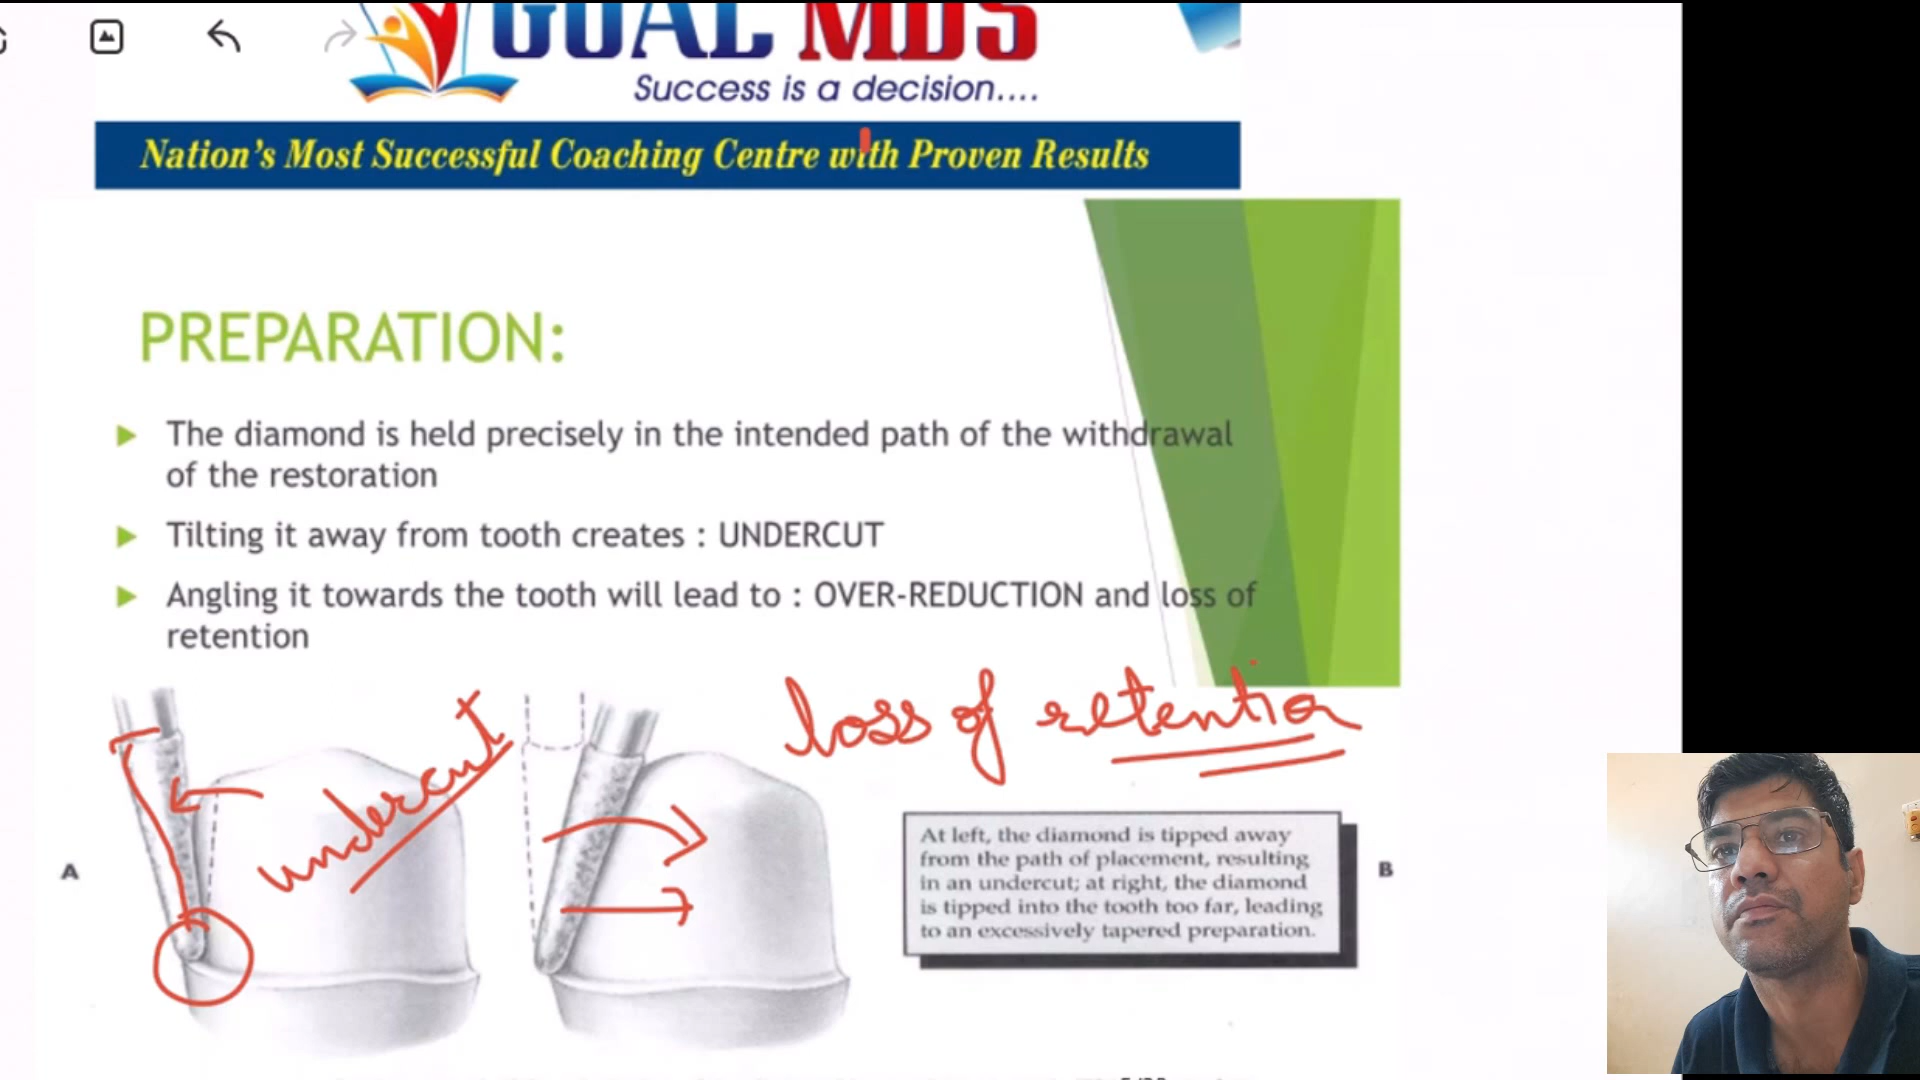 GOAL MDS
Success is a decision....
Nation's Most Successful Coaching Centre with Proven Results
PREPARATION:
The diamond is held precisely in the intended path of the withdrawal
of the restoration
Tilting it away from tooth creates : UNDERCUT
Angling it towards the tooth will lead to : OVER-REDUCTION and loss of
retention
loss of retention
undercut
A
At left, the diamond is tipped away
from the path of placement, resulting
in an undercut; at right, the diamond
is tipped into the tooth too far, leading
to an excessively tapered preparation.
B